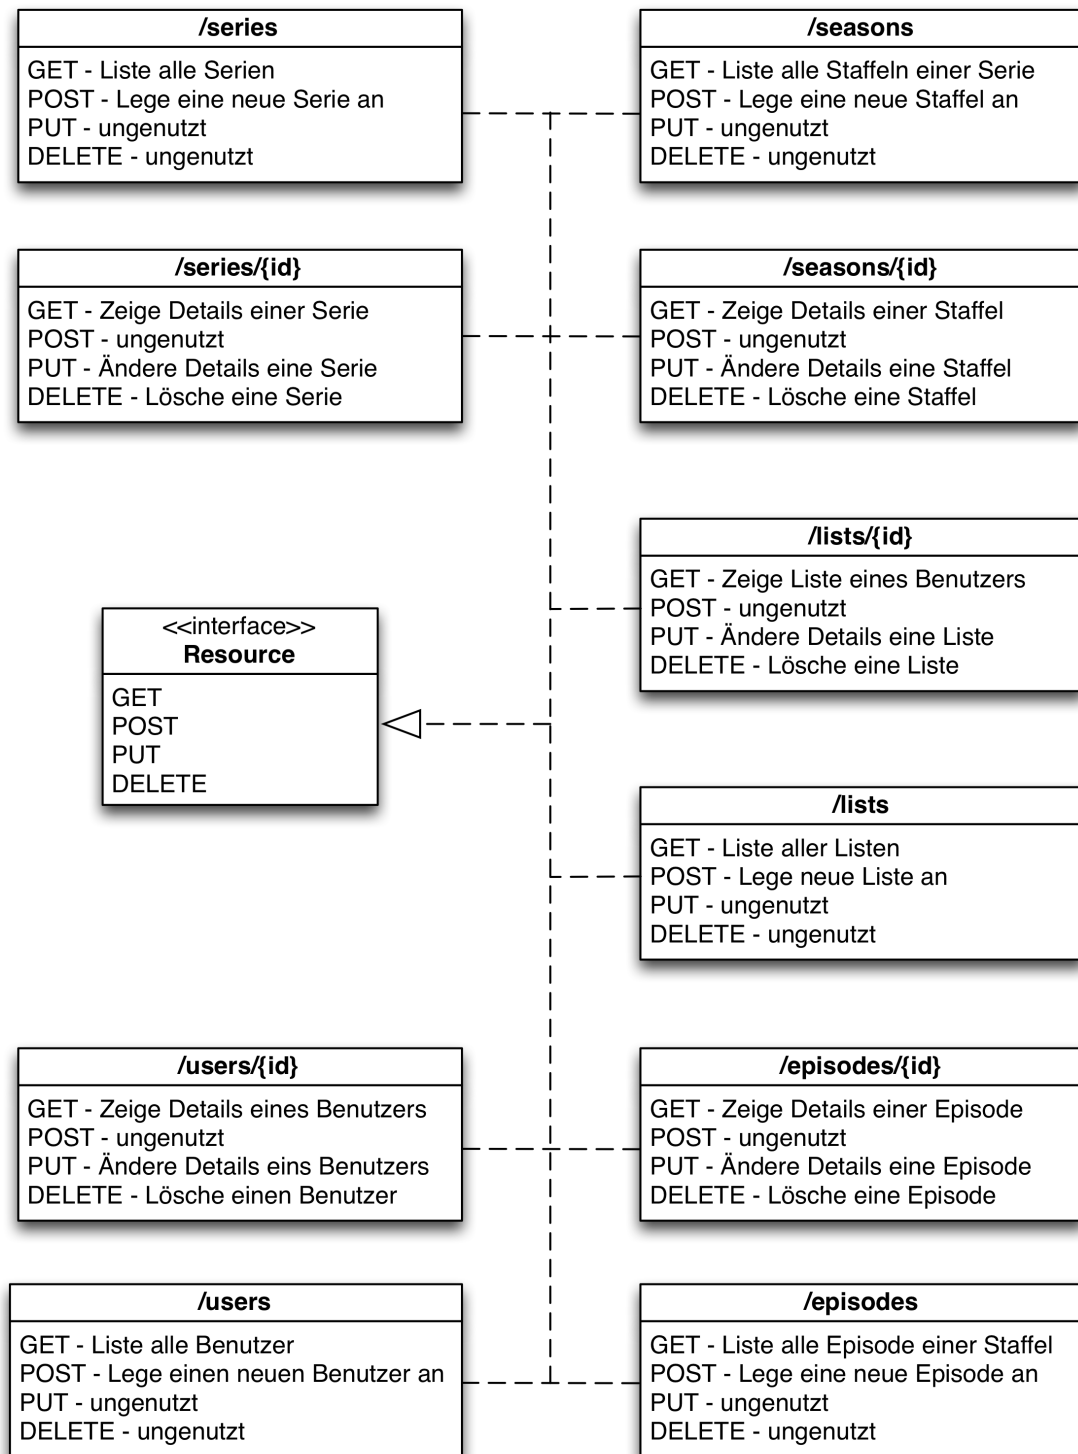 /series
GET - Liste alle Serien
POST - Lege eine neue Serie an
PUT - ungenutzt
DELETE - ungenutzt
/seasons
GET - Liste alle Staffeln einer Serie
POST - Lege eine neue Staffel an
PUT - ungenutzt
DELETE - ungenutzt
/series/{id}
GET - Zeige Details einer Serie
POST - ungenutzt
PUT - Ändere Details eine Serie
DELETE - Lösche eine Serie
/seasons/{id}
GET - Zeige Details einer Staffel
POST - ungenutzt
PUT - Ändere Details eine Staffel
DELETE - Lösche eine Staffel
/lists/{id}
GET - Zeige Liste eines Benutzers
POST - ungenutzt
PUT - Ändere Details eine Liste
DELETE - Lösche eine Liste
<<interface>>
Resource
GET
POST
PUT
DELETE
/lists
GET - Liste aller Listen
POST - Lege neue Liste an
PUT - ungenutzt
DELETE - ungenutzt
/users/{id}
GET - Zeige Details eines Benutzers
POST - ungenutzt
PUT - Ändere Details eins Benutzers
DELETE - Lösche einen Benutzer
/episodes/{id}
GET - Zeige Details einer Episode
POST - ungenutzt
PUT - Ändere Details eine Episode
DELETE - Lösche eine Episode
/users
GET - Liste alle Benutzer
POST - Lege einen neuen Benutzer an
PUT - ungenutzt
DELETE - ungenutzt
/episodes
GET - Liste alle Episode einer Staffel
POST - Lege eine neue Episode an
PUT - ungenutzt
DELETE - ungenutzt